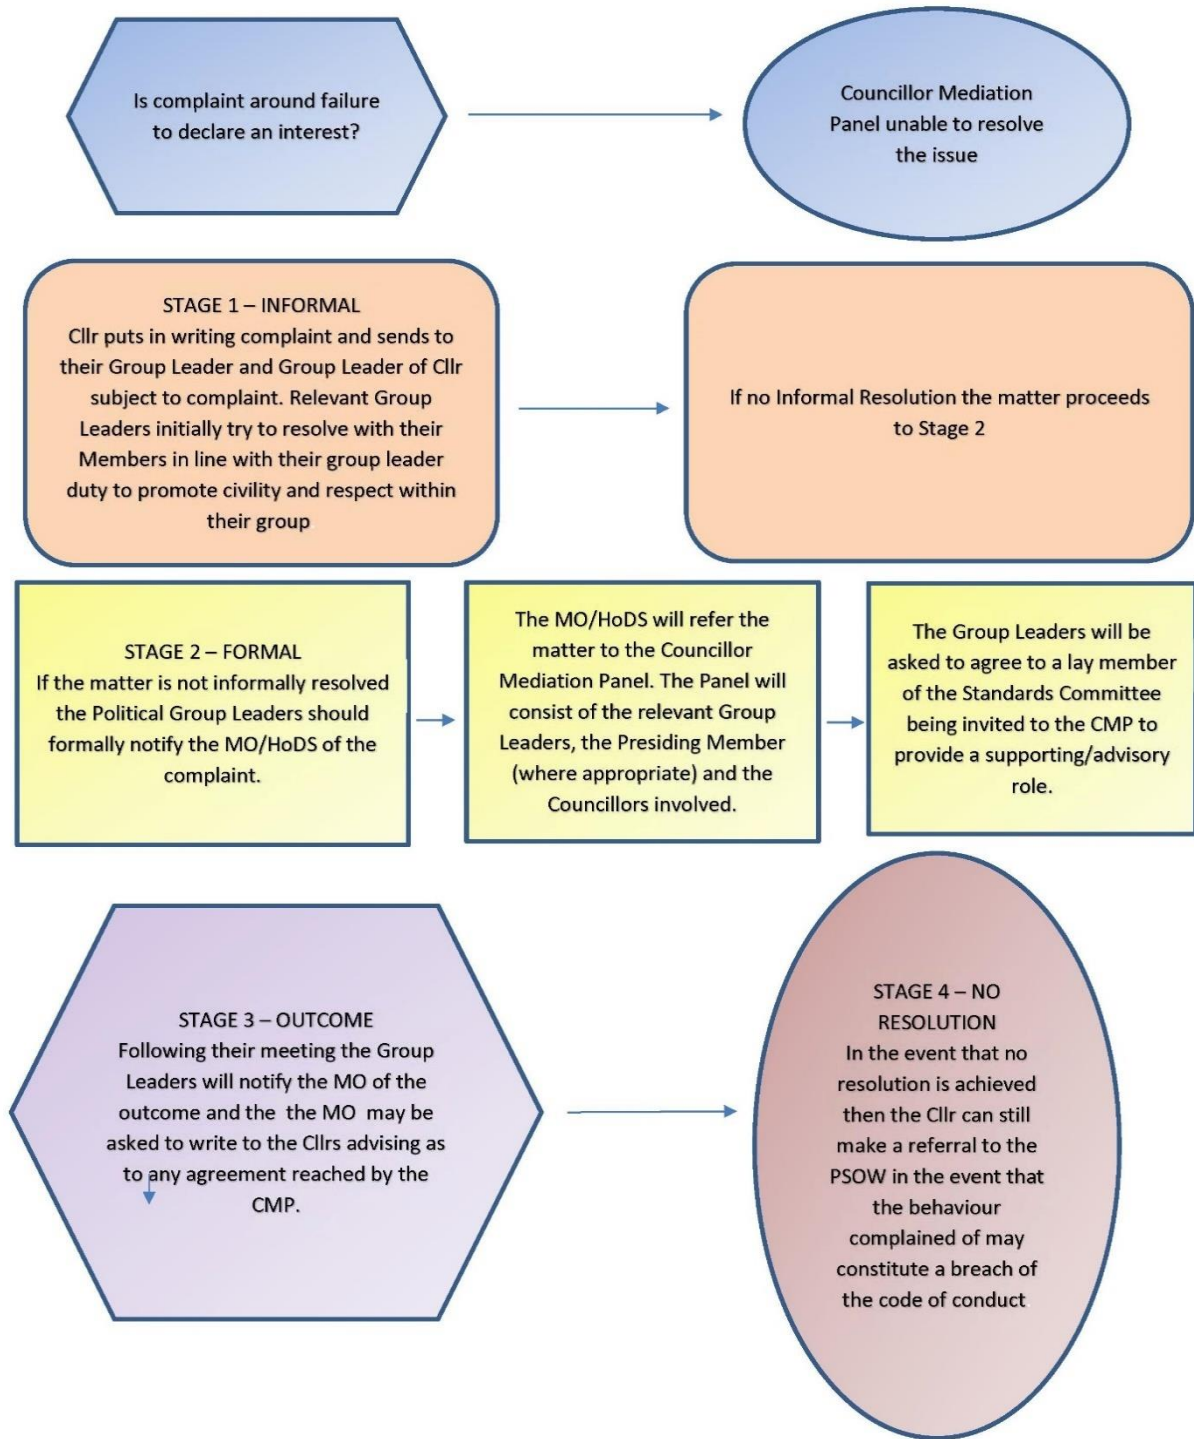 Is complaint around failure
to declare an interest?
Councillor Mediation
Panel unable to resolve
the issue
STAGE 1 – INFORMAL
Cllr puts in writing complaint and sends to
their Group Leader and Group Leader of Cllr
subject to complaint. Relevant Group
Leaders initially try to resolve with their
Members in line with their group leader
duty to promote civility and respect within
their group
If no Informal Resolution the matter proceeds
to Stage 2
STAGE 2 – FORMAL
If the matter is not informally resolved
the Political Group Leaders should
formally notify the MO/HoDS of the
complaint.
The MO/HoDS will refer the
matter to the Councillor
Mediation Panel. The Panel will
consist of the relevant Group
Leaders, the Presiding Member
(where appropriate) and the
Councillors involved.
The Group Leaders will be
asked to agree to a lay member
of the Standards Committee
being invited to the CMP to
provide a supporting/advisory
role.
STAGE 3 – OUTCOME
Following their meeting the Group
Leaders will notify the MO of the
outcome and the the MO may be
asked to write to the Cllrs advising as
to any agreement reached by the
CMP.
STAGE 4 – NO
RESOLUTION
In the event that no
resolution is achieved
then the Cllr can still
make a referral to the
PSOW in the event that
the behaviour
complained of may
constitute a breach of
the code of conduct